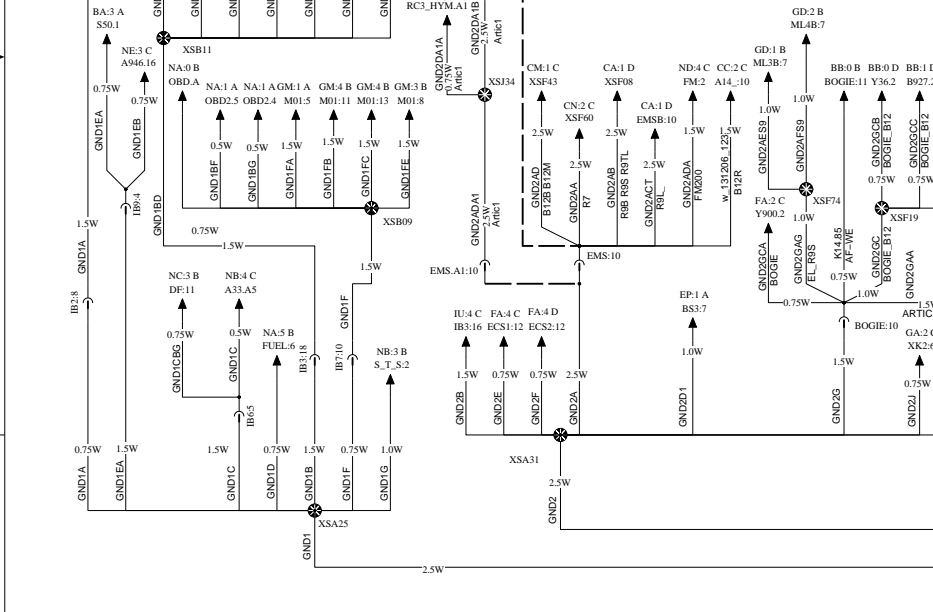 BA:3 A
S50.1
NE:3 C
A946.16
0.75W
0.75W
GND1EA
GND1EB
IB9:4
GND1BD
XSB11
NA:0 B
OBD.A
NA:1 A
OBD2.5
NA:1 A
OBD2.4
GM:1 A
M01:5
GM:4 B
M01:11
GM:4 B
M01:13
GM:3 B
M01:8
0.5W
0.5W
1.5W
1.5W
1.5W
1.5W
GND1BF
GND1BG
GND1FA
GND1FB
GND1FC
GND1FE
XSB09
0.75W
1.5W
1.5W
1.5W
GND1A
IB2:8
NC:3 B
DF:11
NB:4 C
A33.A5
0.75W
0.5W
GND1CBG
GND1C
NA:5 B
FUEL:6
IB3:18
GND1F
IB7:10
NB:3 B
S_T_S:2
IB6:5
0.75W
1.5W
1.5W
0.75W
1.5W
0.75W
1.0W
GND1A
GND1EA
GND1C
GND1D
GND1B
GND1F
GND1G
XSA25
GND1
2.5W
RC3_HYM.A1
GND2DA1A
0.75W
Artic1
GND2DA1B
2.5W
Artic1
XSJ34
GND2ADA1
2.5W
Artic1
EMS.A1:10
CM:1 C
XSF43
CN:2 C
XSF60
CA:1 D
XSF08
CA:1 D
EMSB:10
ND:4 C
FM:2
CC:2 C
A14_:10
2.5W
2.5W
2.5W
2.5W
1.5W
1.5W
GND2AD
B12B B12M
GND2AA
R7
GND2AB
R9B R9S R9TL
GND2ACT
R9L_
GND2ADA
FM200
w_131206_123
B12R
EMS:10
IU:4 C
IB3:16
FA:4 C
ECS1:12
FA:4 D
ECS2:12
1.5W
0.75W
0.75W
2.5W
GND2B
GND2E
GND2F
GND2A
EP:1 A
BS3:7
1.0W
GND2D1
XSA31
2.5W
GND2
GD:2 B
ML4B:7
GD:1 B
ML3B:7
1.0W
1.0W
GND2AES9
GND2AFS9
XSF74
BB:0 B
BOGIE:11
BB:0 D
Y36.2
BB:1 D
B927.2
GND2GCB
BOGIE_B12
GND2GCC
BOGIE_B12
0.75W
0.75W
XSF19
FA:2 C
Y900.2
GND2GCA
BOGIE
1.0W
GND2GAG
EL_R9S
K14.85
AF-WE
0.75W
GND2GC
BOGIE_B12
GND2GAA
0.75W
1.0W
1.5W
ARTIC
BOGIE:10
1.5W
GND2G
GA:2 C
XK2:6
0.75W
GND2J